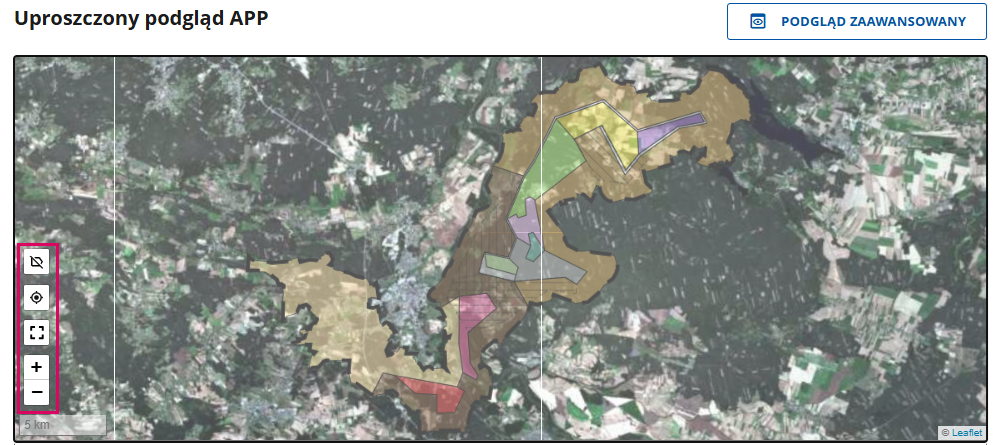 Uproszczony podgląd APP
PODGLĄD ZAAWANSOWANY
+
−
5 km
© Leaflet